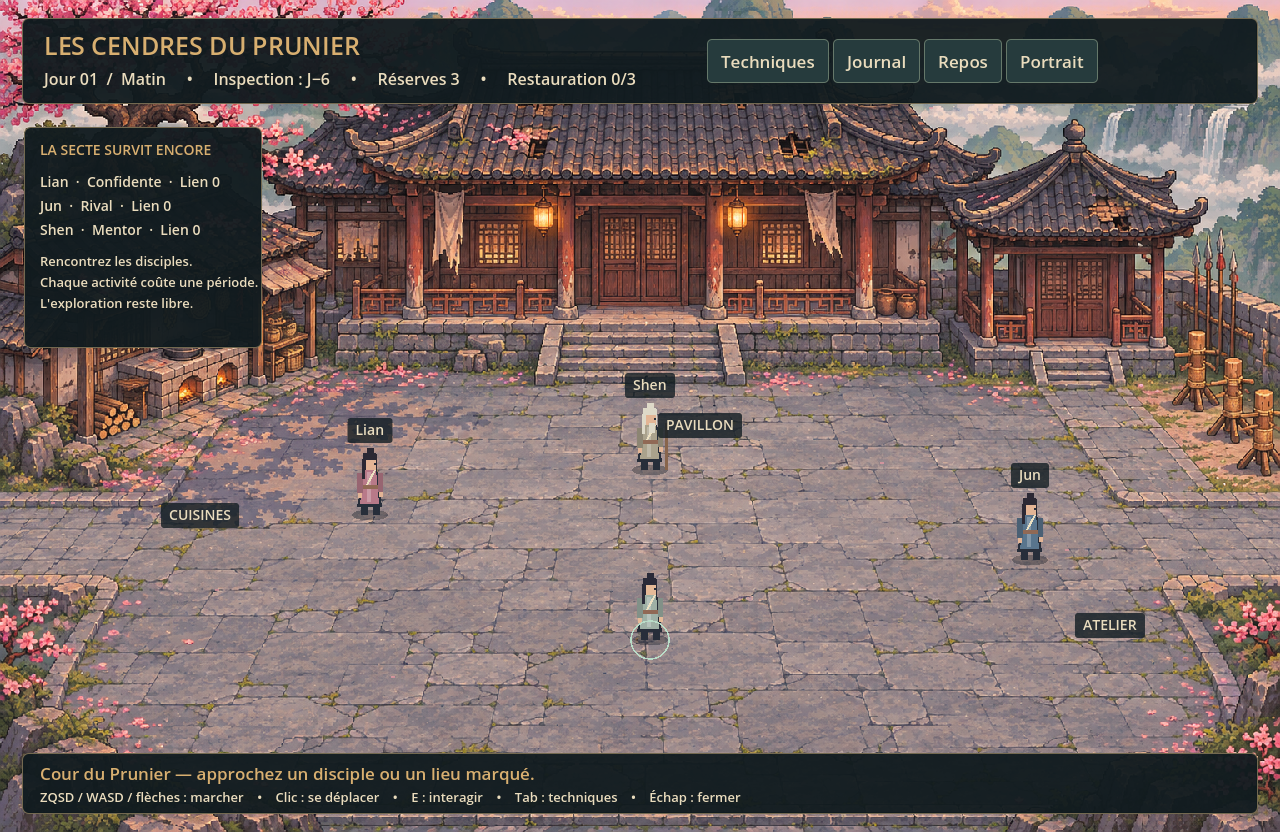 LES CENDRES DU PRUNIER
Jour 01 / Matin • Inspection : J−6 • Réserves 3 • Restauration 0/3
Techniques Journal Repos Portrait
LA SECTE SURVIT ENCORE
Lian · Confidente · Lien 0
Jun · Rival · Lien 0
Shen · Mentor · Lien 0
Rencontrez les disciples.
Chaque activité coûte une période.
L'exploration reste libre.
Shen
PAVILLON
Lian
Jun
CUISINES
ATELIER
Cour du Prunier — approchez un disciple ou un lieu marqué.
ZQSD / WASD / flèches : marcher • Clic : se déplacer • E : interagir • Tab : techniques • Échap : fermer